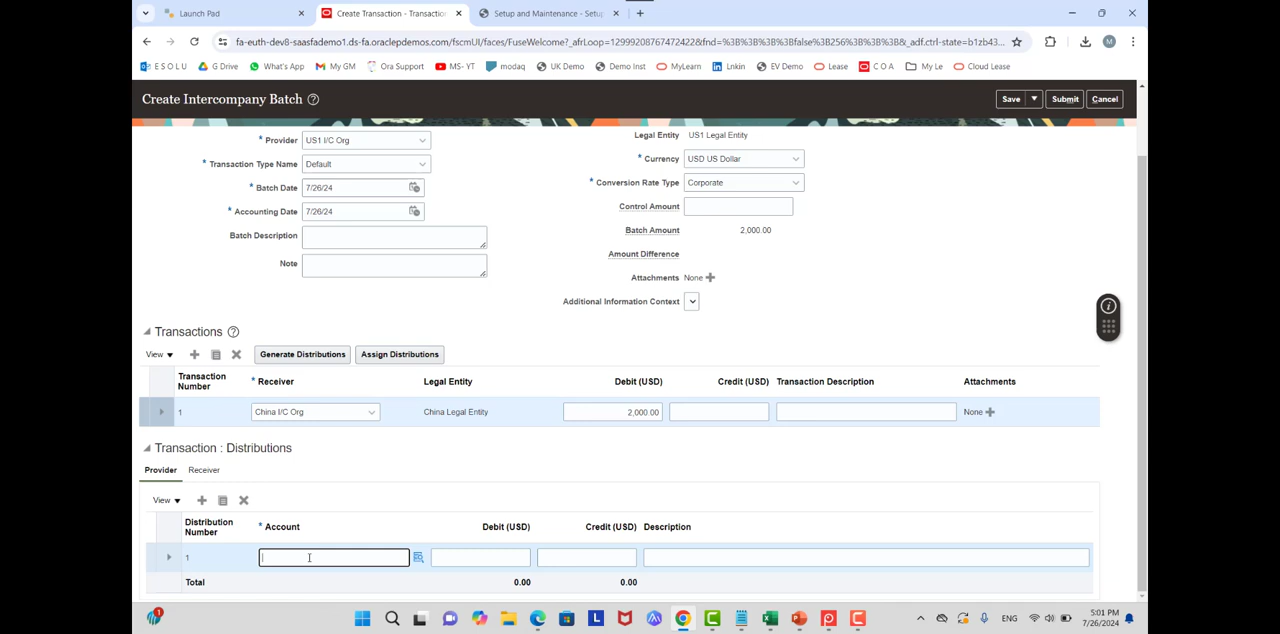 Launch Pad
Create Transaction - Transactio
Setup and Maintenance - Setup
fa-euth-dev8-saasfademo1.ds-fa.oraclepdemos.com/fscmUI/faces/FuseWelcome?_afrLoop=12999208767472422&fnd=%3B%3B%3B%3Bfalse%3B256%3B%3B%3B&_adf.ctrl-state=b1zb43...
M
E S O L U
G Drive
What's App
My GM
Ora Support
MS- YT
modaq
UK Demo
Demo Inst
MyLearn
Lnkin
EV Demo
Lease
C O A
My Le
Cloud Lease
Create Intercompany Batch
Save
Submit
Cancel
* Provider US1 I/C Org
Legal Entity US1 Legal Entity
* Transaction Type Name Default
* Currency USD US Dollar
* Batch Date 7/26/24
* Conversion Rate Type Corporate
* Accounting Date 7/26/24
Control Amount
Batch Description
Batch Amount 2,000.00
Note
Amount Difference
Attachments None
Additional Information Context
Transactions
View
Generate Distributions
Assign Distributions
Transaction Number * Receiver Legal Entity Debit (USD) Credit (USD) Transaction Description Attachments
1 China I/C Org China Legal Entity 2,000.00 None
Transaction : Distributions
Provider Receiver
View
Distribution Number * Account Debit (USD) Credit (USD) Description
1
Total 0.00 0.00
1
L
ENG
5:01 PM
7/26/2024